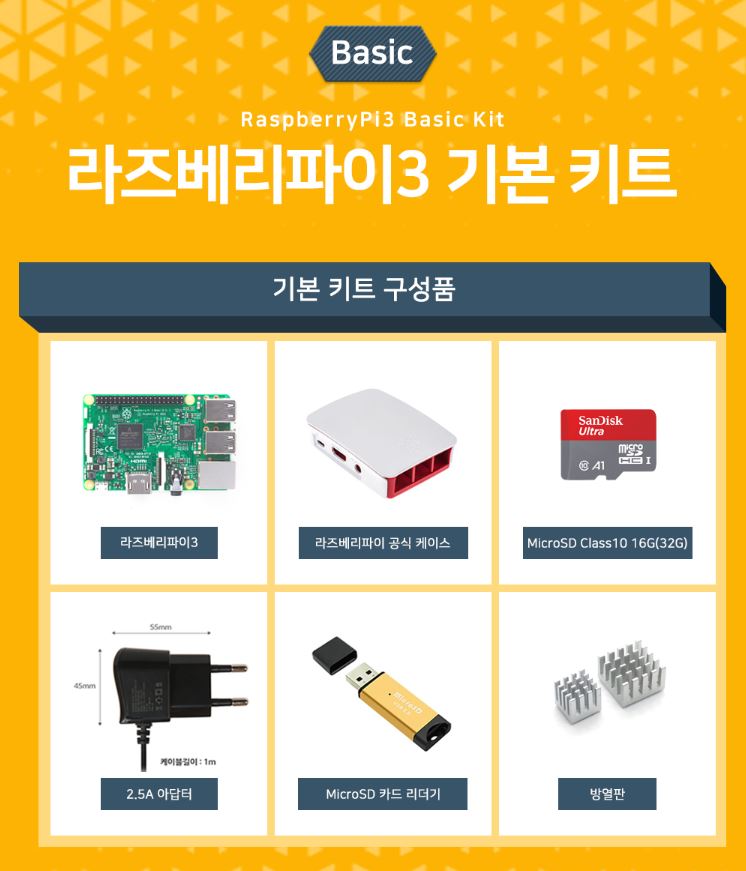 Basic
RaspberryPi3 Basic Kit
라즈베리파이3 기본 키트
기본 키트 구성품
라즈베리파이3
라즈베리파이 공식 케이스
SanDisk
Ultra
micro
SD
HC I
10 A1
MicroSD Class10 16G(32G)
55mm
45mm
케이블길이 : 1m
2.5A 아답터
MicroSD
MicroSD 카드 리더기
방열판